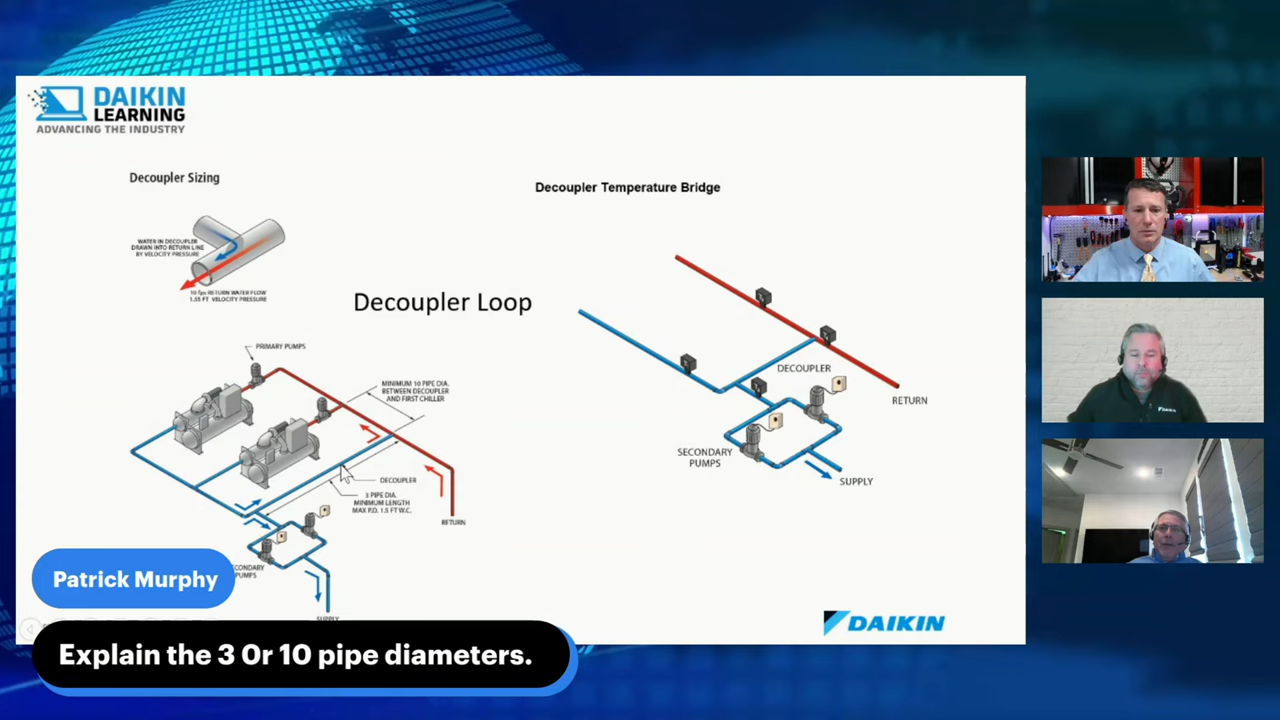 DAIKIN
LEARNING
ADVANCING THE INDUSTRY
Decoupler Sizing
WATER IN DECOUPLER
DRAWN INTO RETURN LINE
BY VELOCITY PRESSURE
10 fps RETURN WATER FLOW
1.55 FT VELOCITY PRESSURE
Decoupler Loop
PRIMARY PUMPS
MINIMUM 10 PIPE DIA.
BETWEEN DECOUPLER
AND FIRST CHILLER
DECOUPLER
3 PIPE DIA.
MINIMUM LENGTH
MAX P.D. 1.5 FT W.C.
RETURN
PUMPS
SUPPLY
Decoupler Temperature Bridge
DECOUPLER
RETURN
SECONDARY
PUMPS
SUPPLY
DAIKIN
Patrick Murphy
Explain the 3 Or 10 pipe diameters.
DAIKIN